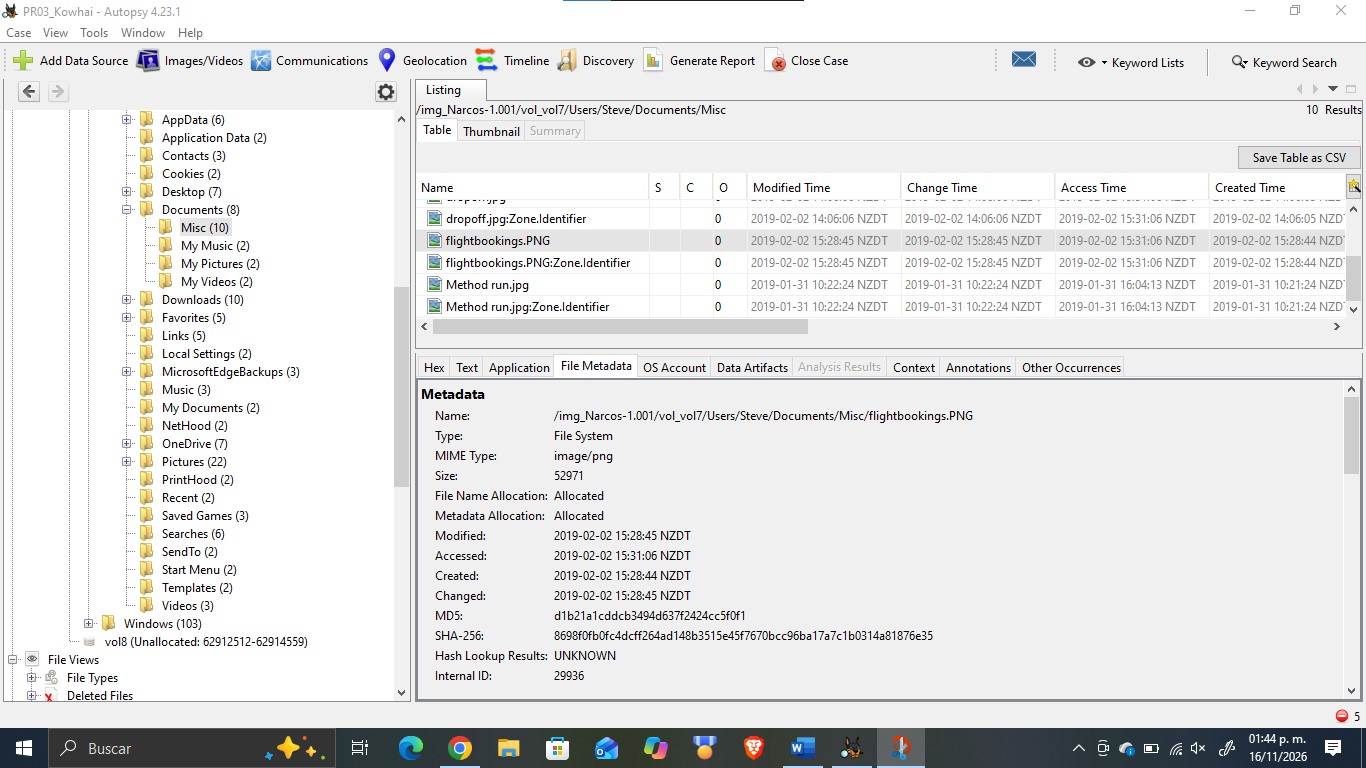 PR03_Kowhai - Autopsy 4.23.1
Case View Tools Window Help
Add Data Source Images/Videos Communications Geolocation Timeline Discovery Generate Report Close Case Keyword Lists Keyword Search
Listing
/img_Narcos-1.001/vol_vol7/Users/Steve/Documents/Misc 10 Results
Table Thumbnail Summary
Save Table as CSV
Name S C O Modified Time Change Time Access Time Created Time
dropoff.jpg:Zone.Identifier 0 2019-02-02 14:06:06 NZDT 2019-02-02 14:06:06 NZDT 2019-02-02 15:31:06 NZDT 2019-02-02 14:06:05 NZDT
flightbookings.PNG 0 2019-02-02 15:28:45 NZDT 2019-02-02 15:28:45 NZDT 2019-02-02 15:31:06 NZDT 2019-02-02 15:28:44 NZDT
flightbookings.PNG:Zone.Identifier 0 2019-02-02 15:28:45 NZDT 2019-02-02 15:28:45 NZDT 2019-02-02 15:31:06 NZDT 2019-02-02 15:28:44 NZDT
Method run.jpg 0 2019-01-31 10:22:24 NZDT 2019-01-31 10:22:24 NZDT 2019-01-31 16:04:13 NZDT 2019-01-31 10:21:24 NZDT
Method run.jpg:Zone.Identifier 0 2019-01-31 10:22:24 NZDT 2019-01-31 10:22:24 NZDT 2019-01-31 16:04:13 NZDT 2019-01-31 10:21:24 NZDT
AppData (6)
Application Data (2)
Contacts (3)
Cookies (2)
Desktop (7)
Documents (8)
Misc (10)
My Music (2)
My Pictures (2)
My Videos (2)
Downloads (10)
Favorites (5)
Links (5)
Local Settings (2)
MicrosoftEdgeBackups (3)
Music (3)
My Documents (2)
NetHood (2)
OneDrive (7)
Pictures (22)
PrintHood (2)
Recent (2)
Saved Games (3)
Searches (6)
SendTo (2)
Start Menu (2)
Templates (2)
Videos (3)
Windows (103)
vol8 (Unallocated: 62912512-62914559)
File Views
File Types
Deleted Files
Hex Text Application File Metadata OS Account Data Artifacts Analysis Results Context Annotations Other Occurrences
Metadata
Name: /img_Narcos-1.001/vol_vol7/Users/Steve/Documents/Misc/flightbookings.PNG
Type: File System
MIME Type: image/png
Size: 52971
File Name Allocation: Allocated
Metadata Allocation: Allocated
Modified: 2019-02-02 15:28:45 NZDT
Accessed: 2019-02-02 15:31:06 NZDT
Created: 2019-02-02 15:28:44 NZDT
Changed: 2019-02-02 15:28:45 NZDT
MD5: d1b21a1cddcb3494d637f2424cc5f0f1
SHA-256: 8698f0fb0fc4dcff264ad148b3515e45f7670bcc96ba17a7c1b0314a81876e35
Hash Lookup Results: UNKNOWN
Internal ID: 29936
5
Buscar
01:44 p. m.
16/11/2026